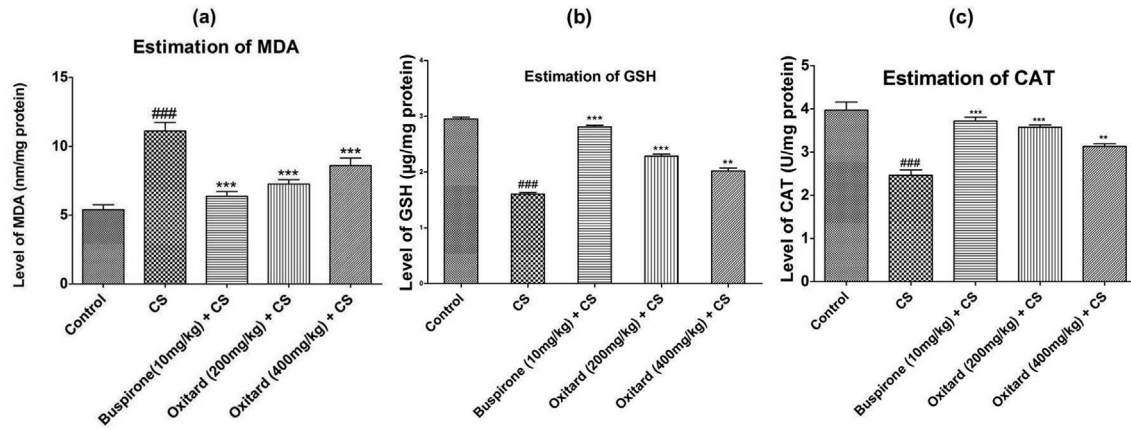 (a)
Estimation of MDA
Level of MDA (nm/mg protein)
15
10
5
0
###
***
***
***
Control
CS
Buspirone(10mg/kg) + CS
Oxitard (200mg/kg) + CS
Oxitard (400mg/kg) + CS
(b)
Estimation of GSH
Level of GSH (µg/mg protein)
4
3
2
1
0
###
***
***
**
Control
CS
Buspirone (10mg/kg) + CS
Oxitard (200mg/kg) + CS
Oxitard (400mg/kg) + CS
(c)
Estimation of CAT
Level of CAT (U/mg protein)
5
4
3
2
1
0
###
***
***
**
Control
CS
Buspirone (10mg/kg) + CS
Oxitard (200mg/kg) + CS
Oxitard (400mg/kg) + CS